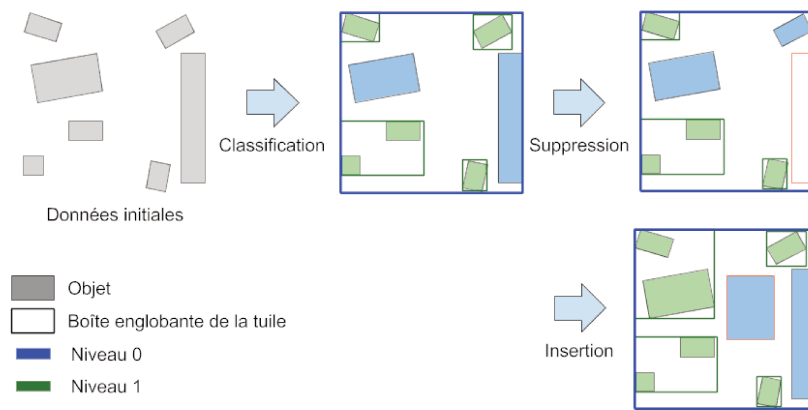 Classification
Suppression
Données initiales
Objet
Boîte englobante de la tuile
Niveau 0
Niveau 1
Insertion